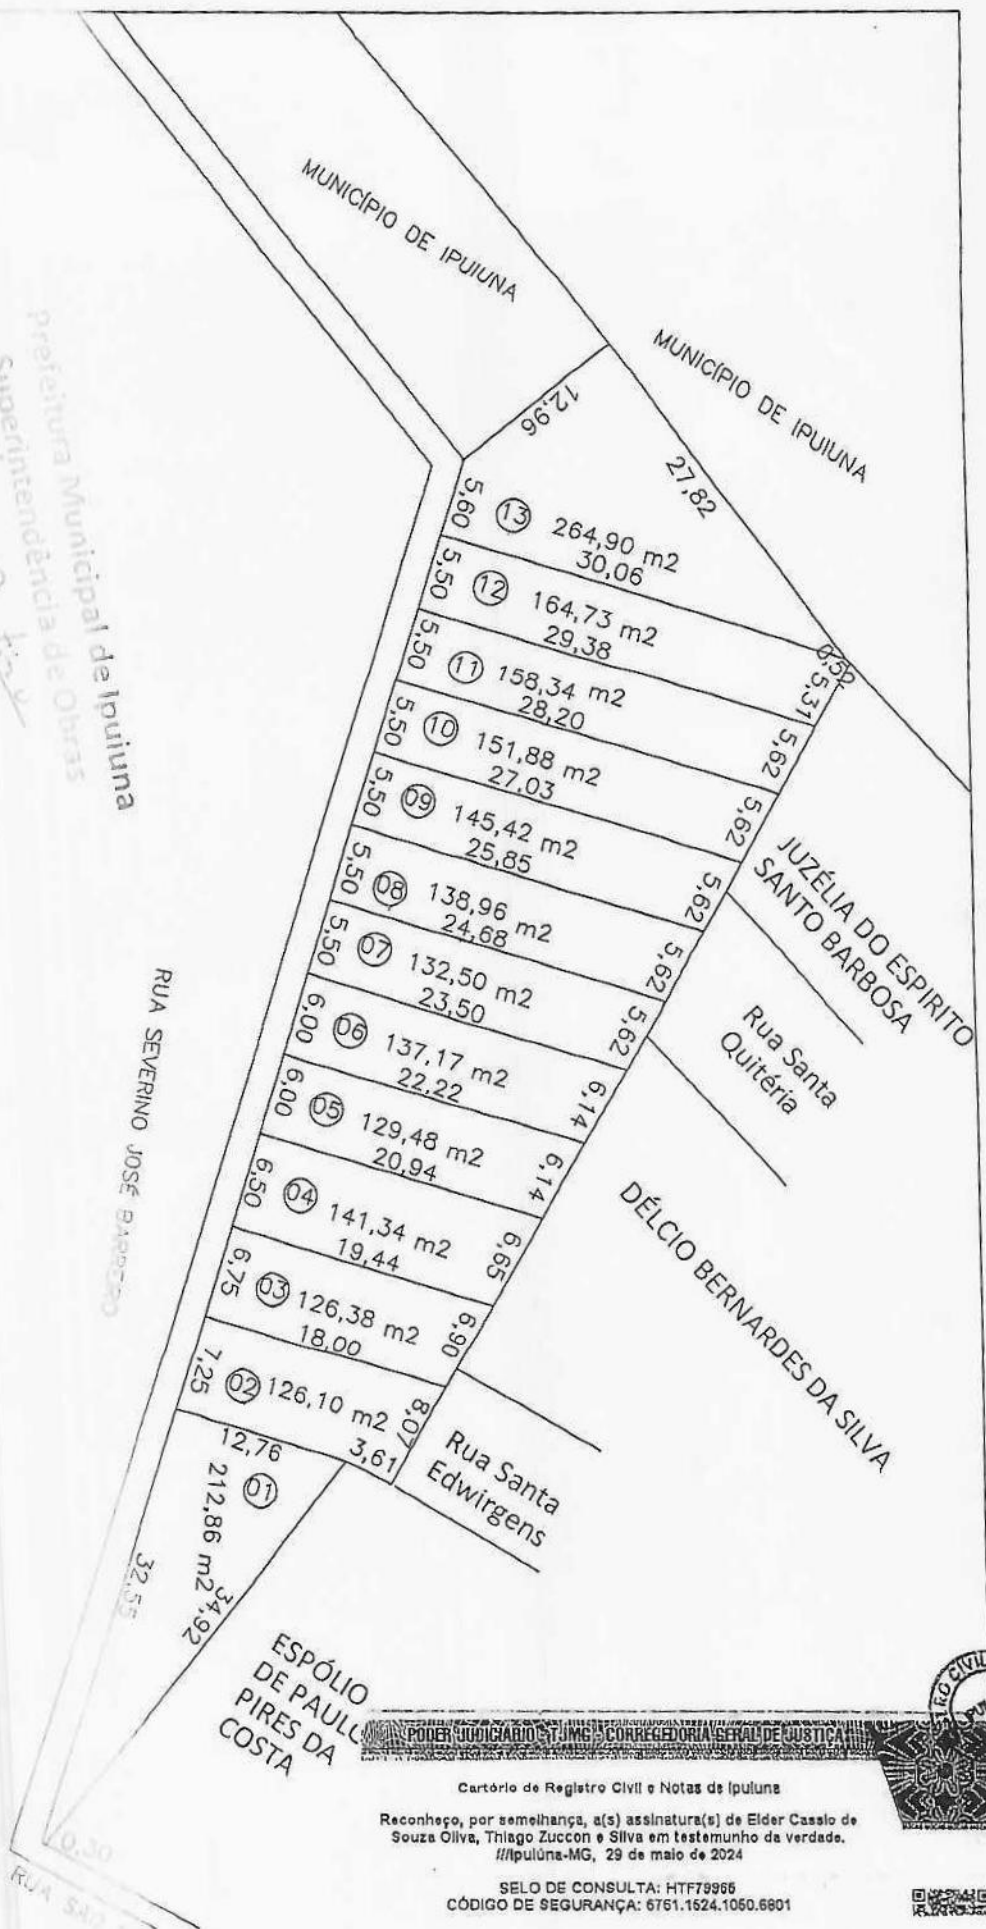 MUNICÍPIO DE IPUIUNA
MUNICÍPIO DE IPUIUNA
12,96
27,82
5,60
13
264,90 m2
30,06
0,52
5,50
12
164,73 m2
29,38
5,31
5,50
11
158,34 m2
28,20
5,62
5,50
10
151,88 m2
27,03
5,62
5,50
09
145,42 m2
25,85
5,62
5,50
08
138,96 m2
24,68
5,62
5,50
07
132,50 m2
23,50
5,62
6,00
06
137,17 m2
22,22
6,14
6,00
05
129,48 m2
20,94
6,14
6,50
04
141,34 m2
19,44
6,65
6,75
03
126,38 m2
18,00
6,90
7,25
02
126,10 m2
8,07
12,76
3,61
01
212,86 m2
34,92
32,55
0,30
JUZÉLIA DO ESPIRITO
SANTO BARBOSA
Rua Santa
Quitéria
DÉLCIO BERNARDES DA SILVA
Rua Santa
Edwirgens
ESPÓLIO
DE PAULO
PIRES DA
COSTA
RUA SEVERINO JOSÉ BARRERO
RUA SÃO
Prefeitura Municipal de Ipuiuna
Superintendência de Obras
PODER JUDICIÁRIO - TJMG - CORREGEDORIA GERAL DE JUSTIÇA
Cartório de Registro Civil e Notas de Ipuiuna
Reconheço, por semelhança, a(s) assinatura(s) de Elder Cassio de
Souza Oliva, Thiago Zuccon e Silva em testemunho da verdade.
///Ipuiúna-MG, 29 de maio de 2024
SELO DE CONSULTA: HTF79965
CÓDIGO DE SEGURANÇA: 6761.1524.1050.6801
RO CIVIL